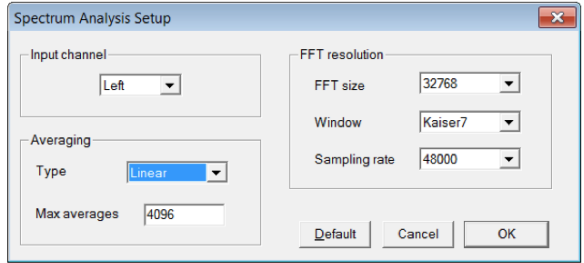 Spectrum Analysis Setup
Input channel
Left
Averaging
Type Linear
Max averages 4096
FFT resolution
FFT size 32768
Window Kaiser7
Sampling rate 48000
Default Cancel OK